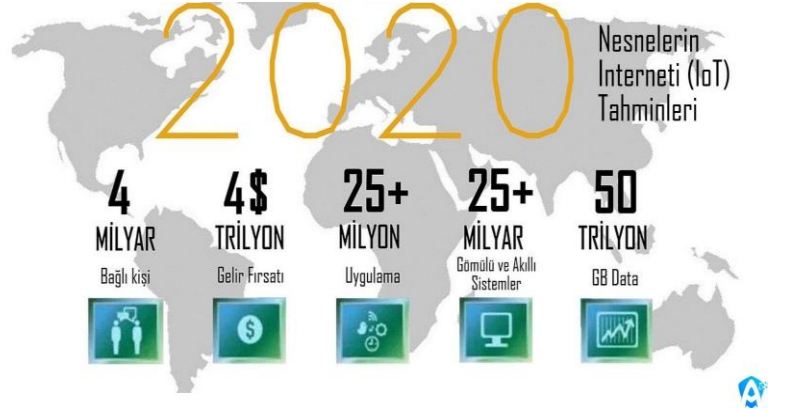 2020
Nesnelerin
Interneti (IoT)
Tahminleri
4
MİLYAR
Bağlı kişi
4$
TRİLYON
Gelir Fırsatı
25+
MİLYON
Uygulama
25+
MİLYAR
Gömülü ve Akıllı
Sistemler
50
TRİLYON
GB Data